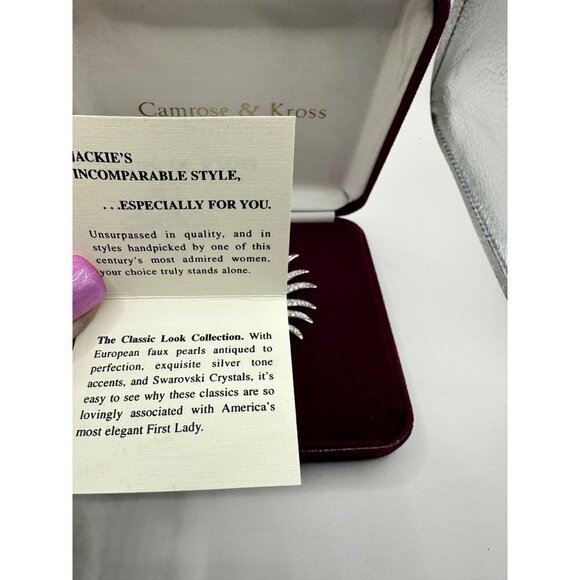 Camrose & Kross
JACKIE'S
INCOMPARABLE STYLE,
...ESPECIALLY FOR YOU.
Unsurpassed in quality, and in
styles handpicked by one of this
century's most admired women,
your choice truly stands alone.
The Classic Look Collection. With
European faux pearls antiqued to
perfection, exquisite silver tone
accents, and Swarovski Crystals, it's
easy to see why these classics are so
lovingly associated with America's
most elegant First Lady.